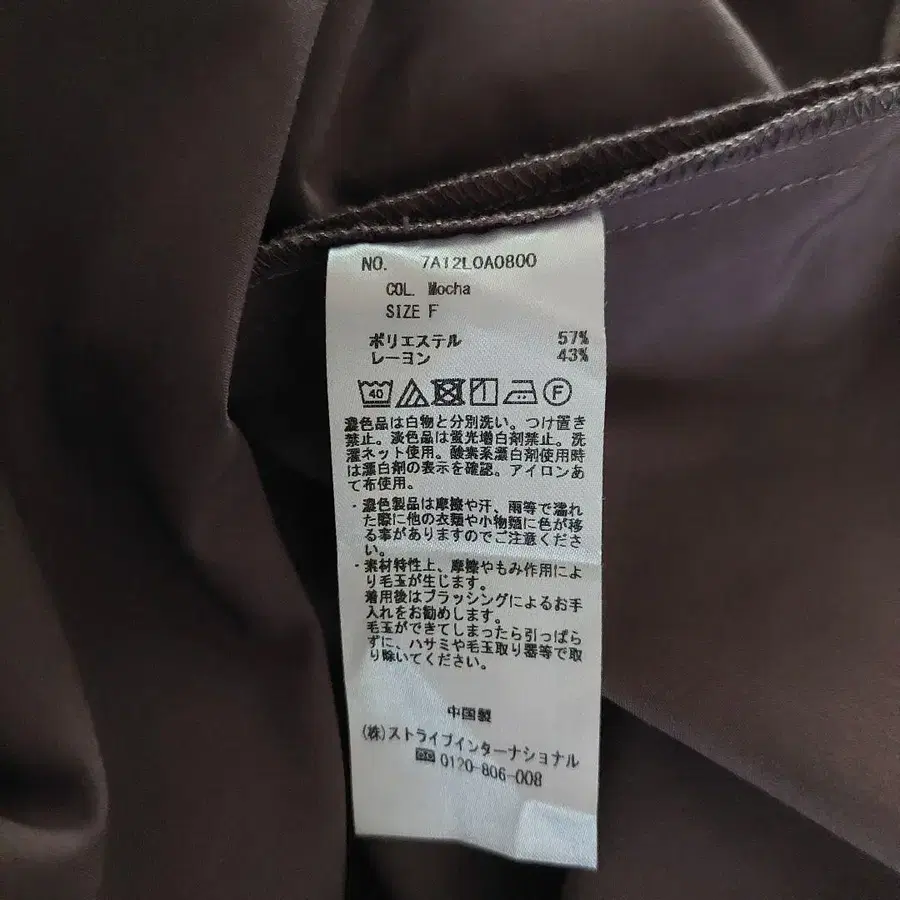 NO. 7A12L0A0800
COL. Mocha
SIZE F
ポリエステル 57%
レーヨン 43%
40 F
濃色品は白物と分別洗い。つけ置き
禁止。淡色品は蛍光増白剤禁止。洗
濯ネット使用。酸素系漂白剤使用時
は漂白剤の表示を確認。アイロンあ
て布使用。
・濃色製品は摩擦や汗、雨等で濡れ
た際に他の衣類や小物類に色が移
る事がありますのでご注意くださ
い。
・素材特性上、摩擦やもみ作用によ
り毛玉が生じます。
着用後はブラッシングによるお手
入れをお勧めします。
毛玉ができてしまったら引っぱら
ずに、ハサミや毛玉取り器等で取
り除いてください。
中国製
(株)ストライプインターナショナル
0120-806-008